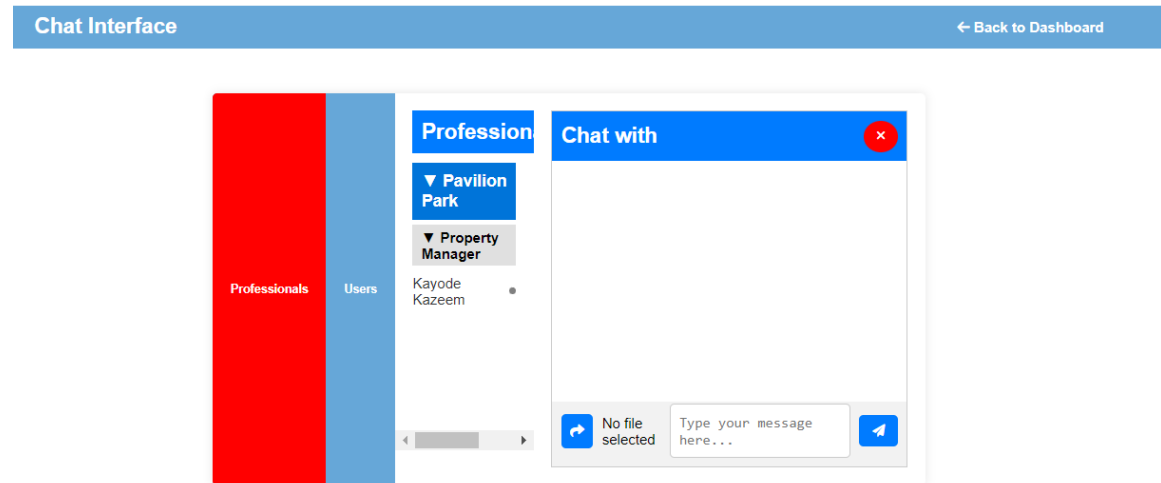 Chat Interface
← Back to Dashboard
Professionals
Users
Profession
▼ Pavilion
Park
▼ Property
Manager
Kayode
Kazeem
Chat with
×
No file
selected
Type your message
here...